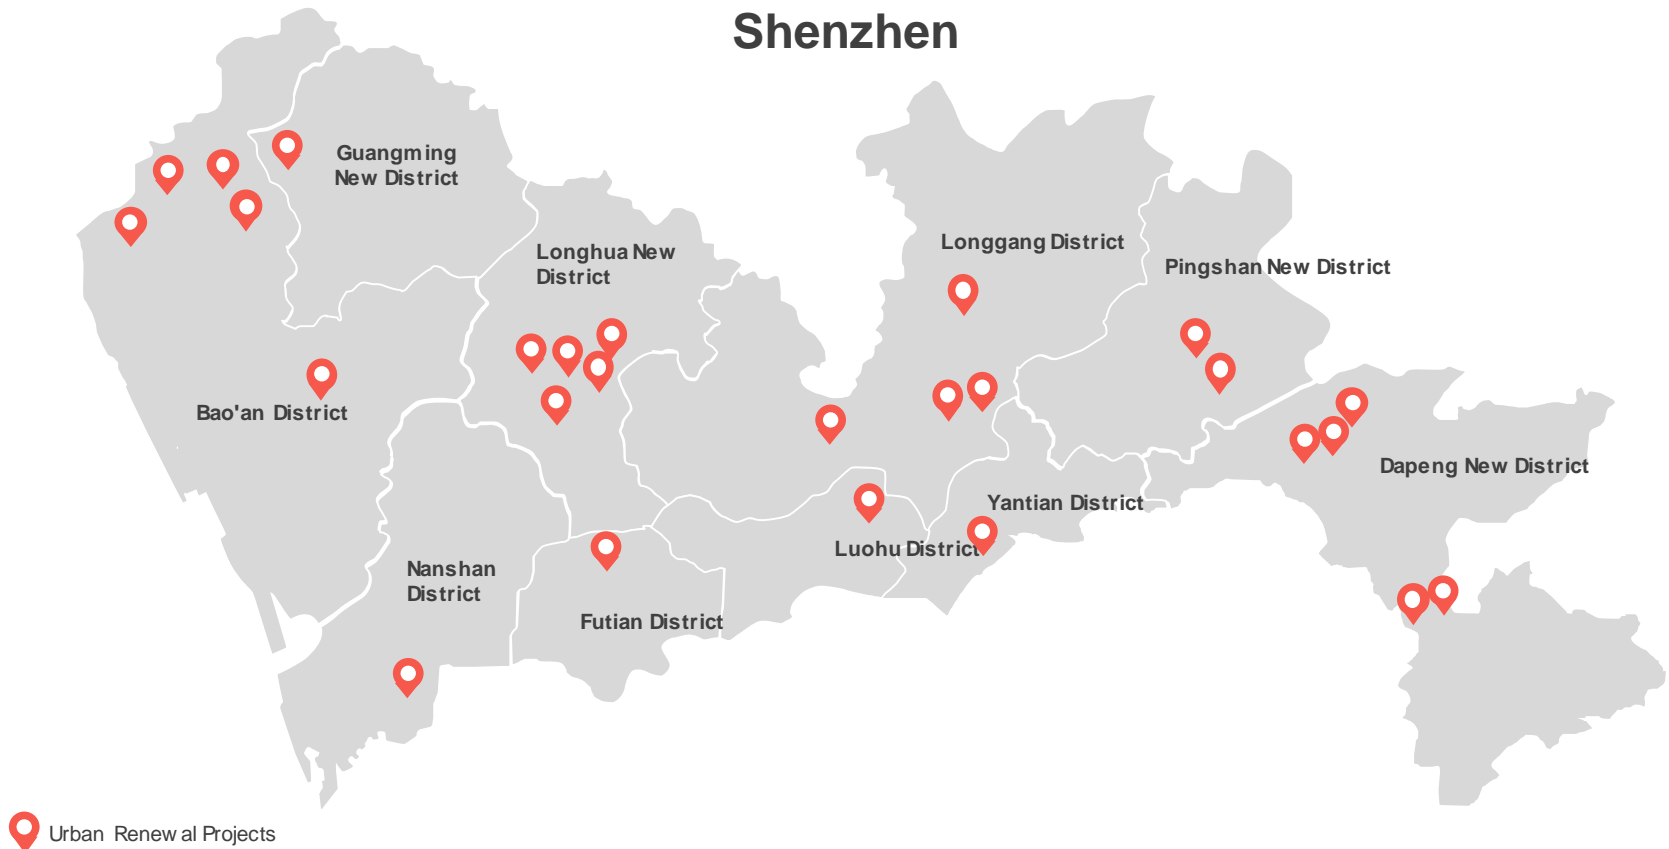 Shenzhen
Guangming
New District
Longhua New
District
Longgang District
Pingshan New District
Bao'an District
Dapeng New District
Yantian District
Luohu District
Nanshan
District
Futian District
Urban Renewal Projects